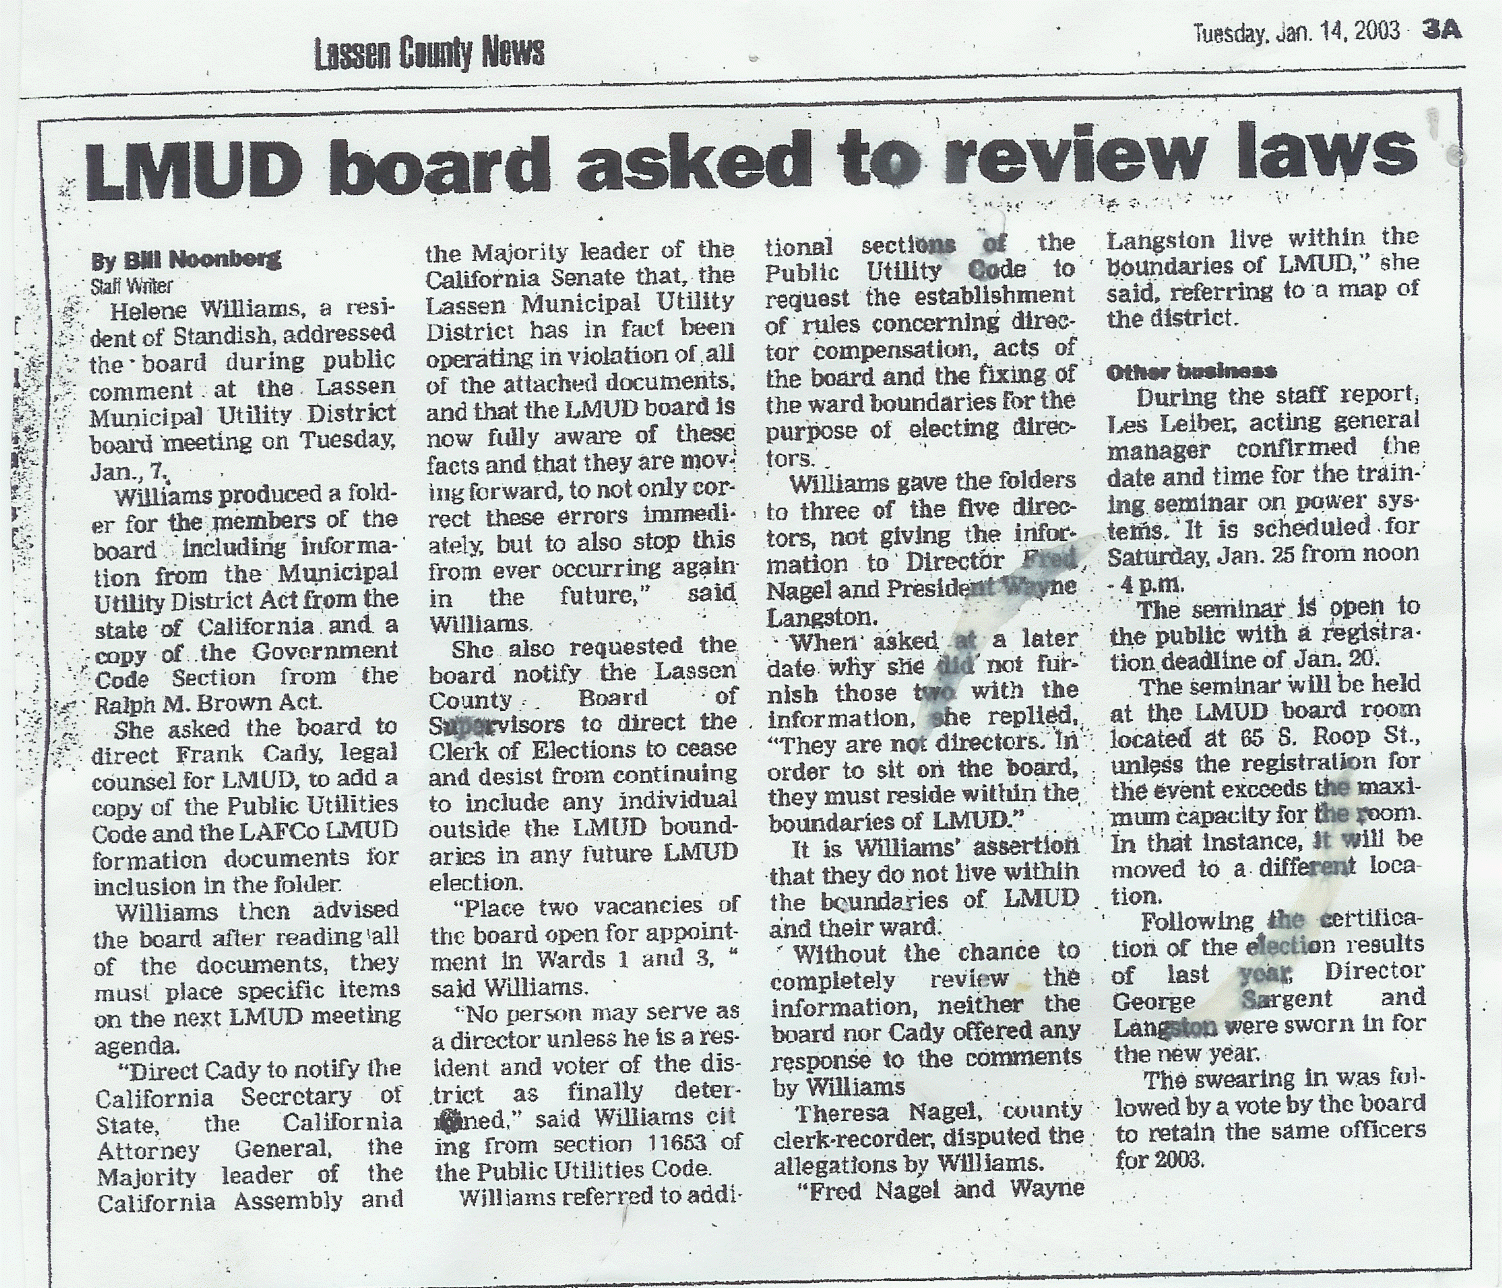 Lassen County News
Tuesday, Jan. 14, 2003 3A
LMUD board asked to review laws
By Bill Noonberg
Staff Writer
Helene Williams, a resi-
dent of Standish, addressed
the board during public
comment at the Lassen
Municipal Utility District
board meeting on Tuesday,
Jan., 7.
Williams produced a fold-
er for the members of the
board including informa-
tion from the Municipal
Utility District Act from the
state of California and a
copy of the Government
Code Section from the
Ralph M. Brown Act.
She asked the board to
direct Frank Cady, legal
counsel for LMUD, to add a
copy of the Public Utilities
Code and the LAFCo LMUD
formation documents for
inclusion in the folder.
Williams then advised
the board after reading all
of the documents, they
must place specific items
on the next LMUD meeting
agenda.
"Direct Cady to notify the
California Secretary of
State, the California
Attorney General, the
Majority leader of the
California Assembly and
the Majority leader of the
California Senate that, the
Lassen Municipal Utility
District has in fact been
operating in violation of all
of the attached documents,
and that the LMUD board is
now fully aware of these
facts and that they are mov-
ing forward, to not only cor-
rect these errors immedi-
ately, but to also stop this
from ever occurring again
in the future," said
Williams.
She also requested the
board notify the Lassen
County Board of
Supervisors to direct the
Clerk of Elections to cease
and desist from continuing
to include any individual
outside the LMUD bound-
aries in any future LMUD
election.
"Place two vacancies of
the board open for appoint-
ment in Wards 1 and 3, "
said Williams.
"No person may serve as
a director unless he is a res-
ident and voter of the dis-
trict as finally deter-
mined," said Williams cit
ing from section 11653 of
the Public Utilities Code.
Williams referred to addi-
tional sections of the
Public Utility Code to
request the establishment
of rules concerning direc-
tor compensation, acts of
the board and the fixing of
the ward boundaries for the
purpose of electing direc-
tors.
Williams gave the folders
to three of the five direc-
tors, not giving the infor-
mation to Director Fred
Nagel and President Wayne
Langston.
When asked at a later
date why she did not fur-
nish those two with the
information, she replied,
"They are not directors. In
order to sit on the board,
they must reside within the
boundaries of LMUD."
It is Williams' assertion
that they do not live within
the boundaries of LMUD
and their ward.
Without the chance to
completely review the
information, neither the
board nor Cady offered any
response to the comments
by Williams
Theresa Nagel, county
clerk-recorder, disputed the
allegations by Williams.
"Fred Nagel and Wayne
Langston live within the
boundaries of LMUD," she
said, referring to a map of
the district.
Other business
During the staff report,
Les Leiber, acting general
manager confirmed the
date and time for the train-
ing seminar on power sys-
tems. It is scheduled for
Saturday, Jan. 25 from noon
- 4 p.m.
The seminar is open to
the public with a registra-
tion deadline of Jan. 20.
The seminar will be held
at the LMUD board room
located at 65 S. Roop St.,
unless the registration for
the event exceeds the maxi-
mum capacity for the room.
In that instance, it will be
moved to a different loca-
tion.
Following the certifica-
tion of the election results
of last year, Director
George Sargent and
Langston were sworn in for
the new year.
The swearing in was fol-
lowed by a vote by the board
to retain the same officers
for 2003.